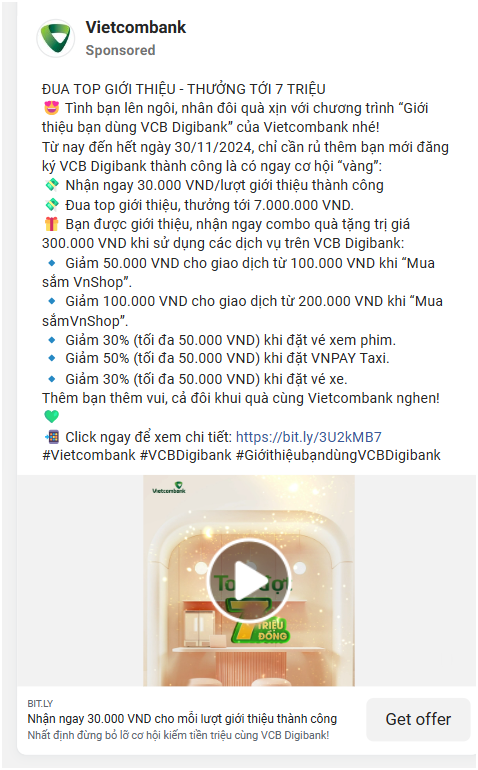 Vietcombank
Sponsored
ĐUA TOP GIỚI THIỆU - THƯỞNG TỚI 7 TRIỆU
😍 Tình bạn lên ngôi, nhân đôi quà xịn với chương trình “Giới
thiệu bạn dùng VCB Digibank” của Vietcombank nhé!
Từ nay đến hết ngày 30/11/2024, chỉ cần rủ thêm bạn mới đăng
ký VCB Digibank thành công là có ngay cơ hội “vàng”:
💸 Nhận ngay 30.000 VND/lượt giới thiệu thành công
💸 Đua top giới thiệu, thưởng tới 7.000.000 VND.
🎁 Bạn được giới thiệu, nhận ngay combo quà tặng trị giá
300.000 VND khi sử dụng các dịch vụ trên VCB Digibank:
🔹 Giảm 50.000 VND cho giao dịch từ 100.000 VND khi “Mua
sắm VnShop”.
🔹 Giảm 100.000 VND cho giao dịch từ 200.000 VND khi “Mua
sắmVnShop”.
🔹 Giảm 30% (tối đa 50.000 VND) khi đặt vé xem phim.
🔹 Giảm 50% (tối đa 50.000 VND) khi đặt VNPAY Taxi.
🔹 Giảm 30% (tối đa 50.000 VND) khi đặt vé xe.
Thêm bạn thêm vui, cả đôi khui quà cùng Vietcombank nghen!
💚
📲 Click ngay để xem chi tiết: https://bit.ly/3U2kMB7
#Vietcombank #VCBDigibank #GiớithiệubạndùngVCBDigibank
Vietcombank
7
TRIỆU
ĐỒNG
BIT.LY
Nhận ngay 30.000 VND cho mỗi lượt giới thiệu thành công
Nhất định đừng bỏ lỡ cơ hội kiếm tiền triệu cùng VCB Digibank!
Get offer